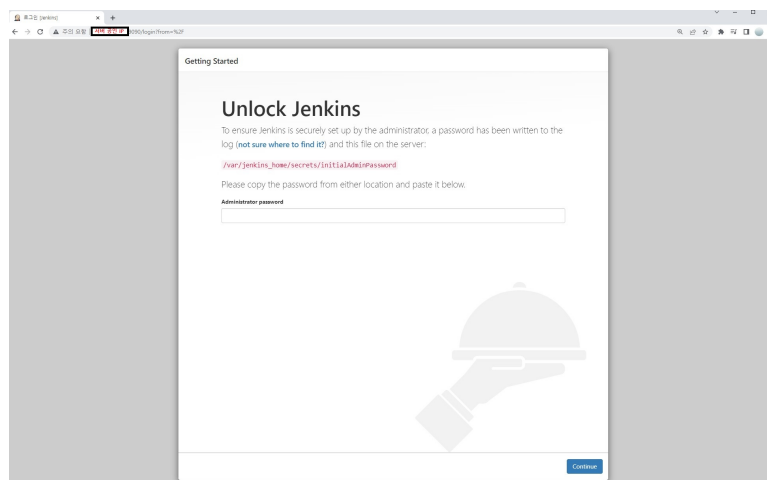 로그인 [Jenkins]
주의 요함 서버 공인 IP /login?from=%2F
Getting Started
Unlock Jenkins
To ensure Jenkins is securely set up by the administrator, a password has been written to the
log (not sure where to find it?) and this file on the server:
/var/jenkins_home/secrets/initialAdminPassword
Please copy the password from either location and paste it below.
Administrator password
Continue